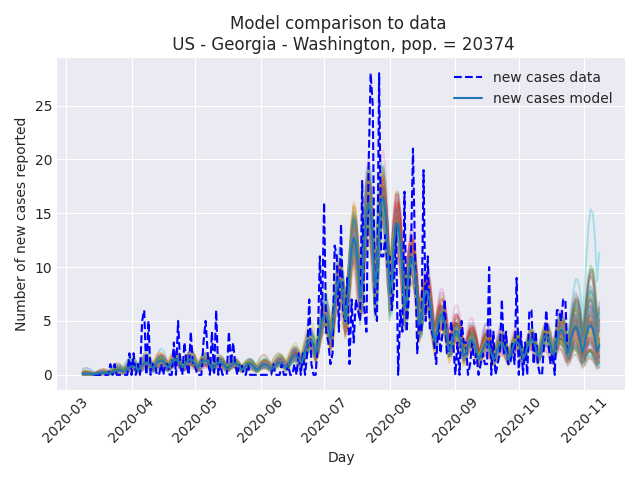 Model comparison to data
US - Georgia - Washington, pop. = 20374
new cases data
new cases model
Number of new cases reported
25
20
15
10
5
0
2020-03
2020-04
2020-05
2020-06
2020-07
2020-08
2020-09
2020-10
2020-11
Day